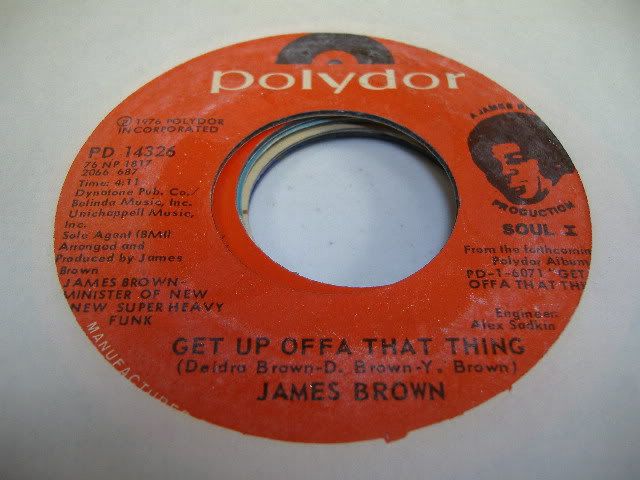 polydor
℗ 1976 POLYDOR
INCORPORATED
PD 14326
76 NP 1817
2066 687
Time: 4:11
Dynatone Pub. Co./
Belinda Music, Inc.
Unichappell Music,
Inc.
Sole Agent (BMI)
Arranged and
Produced by James
Brown
JAMES BROWN-
MINISTER OF NEW
NEW SUPER HEAVY
FUNK
MANUFACTURED
A JAMES
PRODUCTION
SOUL I
From the forthcoming
Polydor Album
PD-1-6071 "GET
OFFA THAT TH
Engineer:
Alex Sadkin
GET UP OFFA THAT THING
(Deidra Brown-D. Brown-Y. Brown)
JAMES BROWN